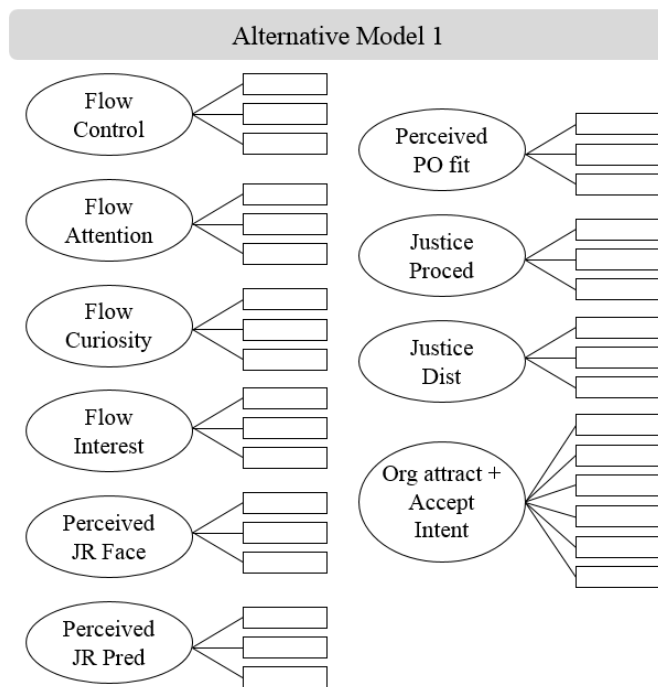 Alternative Model 1
Flow
Control
Flow
Attention
Flow
Curiosity
Flow
Interest
Perceived
JR Face
Perceived
JR Pred
Perceived
PO fit
Justice
Proced
Justice
Dist
Org attract +
Accept
Intent